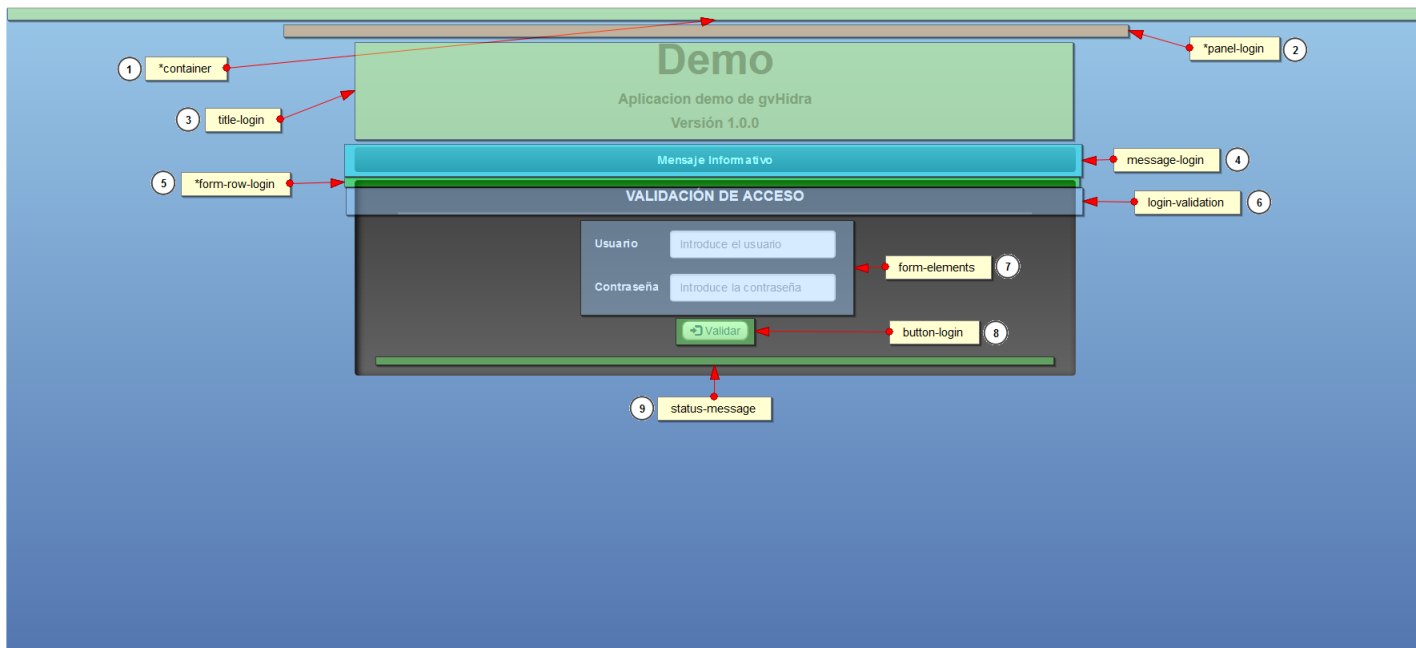 *panel-login 2
1 *container
Demo
Aplicacion demo de gvHidra
3 title-login
Versión 1.0.0
Mensaje Informativo
message-login 4
5 *form-row-login
VALIDACIÓN DE ACCESO
login-validation 6
Usuario Introduce el usuario
form-elements 7
Contraseña Introduce la contraseña
Validar
button-login 8
9 status-message